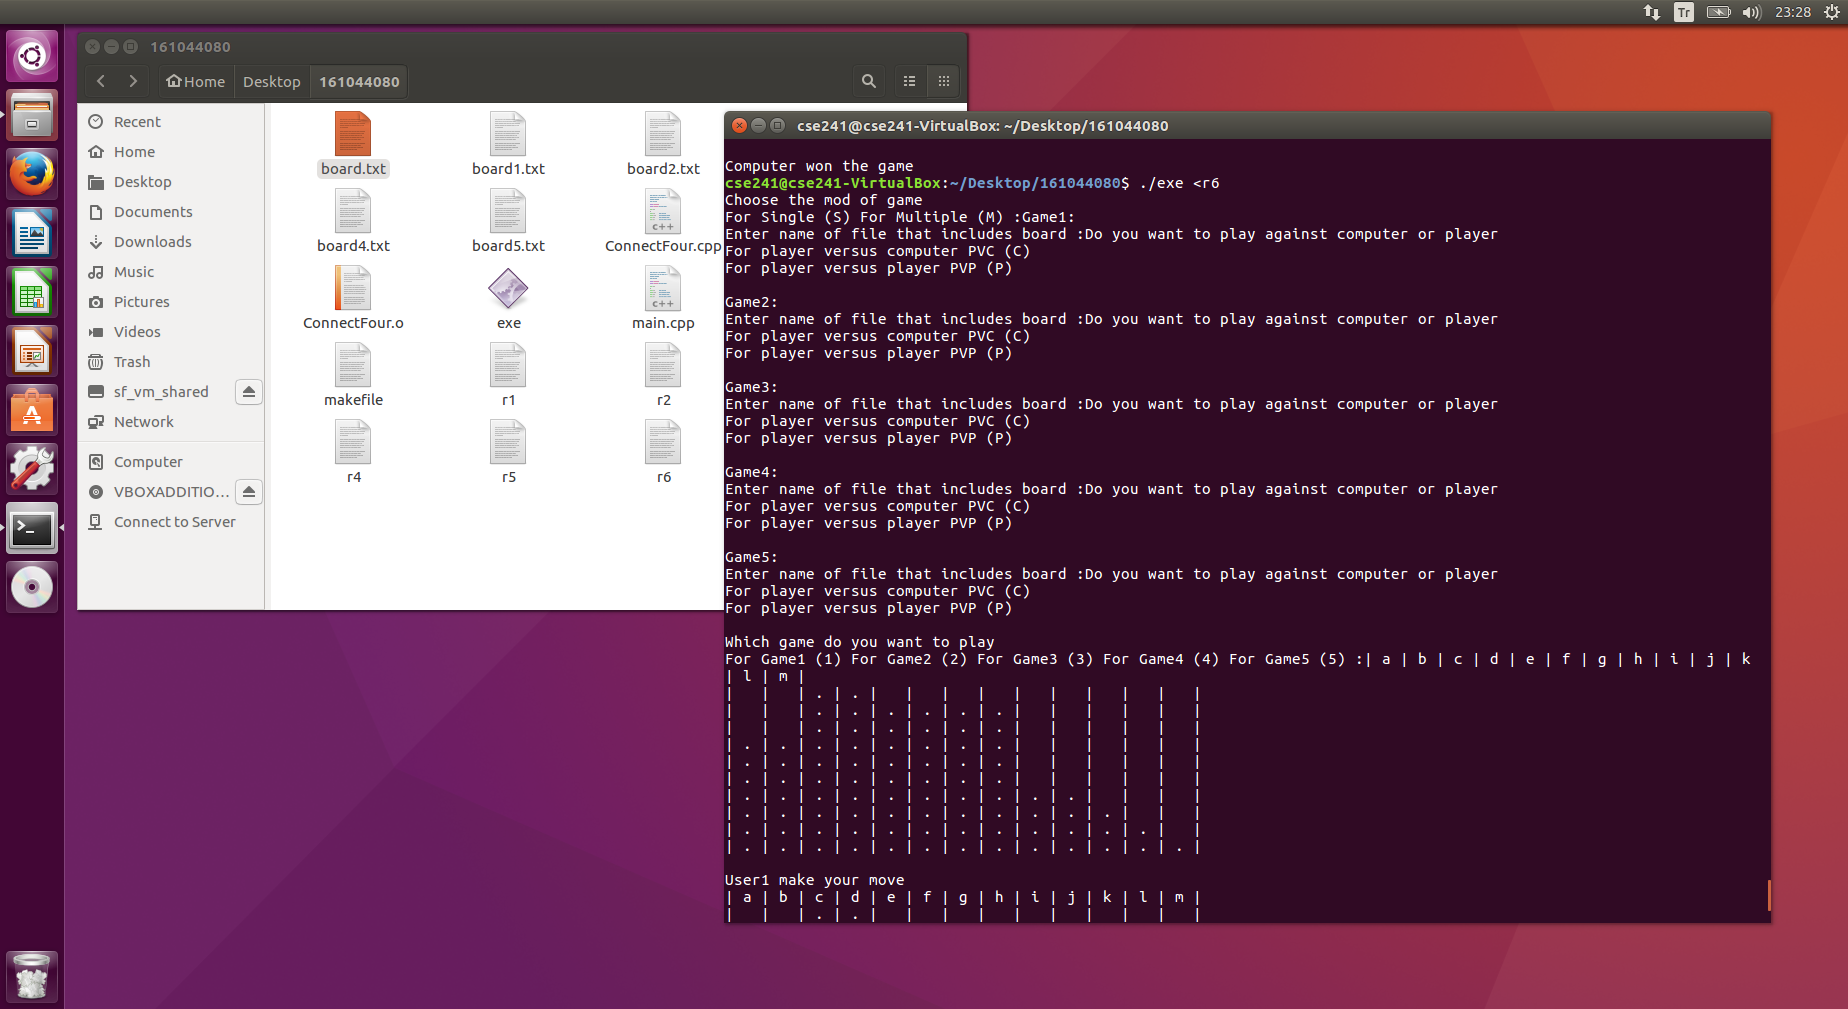 Tr
23:28
161044080
Home Desktop 161044080
Recent
Home
Desktop
Documents
Downloads
Music
Pictures
Videos
Trash
sf_vm_shared
Network
Computer
VBOXADDITIO...
Connect to Server
board.txt board1.txt board2.txt
board4.txt board5.txt ConnectFour.cpp
ConnectFour.o exe main.cpp
makefile r1 r2
r4 r5 r6
cse241@cse241-VirtualBox: ~/Desktop/161044080
Computer won the game
cse241@cse241-VirtualBox:~/Desktop/161044080$ ./exe <r6
Choose the mod of game
For Single (S) For Multiple (M) :Game1:
Enter name of file that includes board :Do you want to play against computer or player
For player versus computer PVC (C)
For player versus player PVP (P)
Game2:
Enter name of file that includes board :Do you want to play against computer or player
For player versus computer PVC (C)
For player versus player PVP (P)
Game3:
Enter name of file that includes board :Do you want to play against computer or player
For player versus computer PVC (C)
For player versus player PVP (P)
Game4:
Enter name of file that includes board :Do you want to play against computer or player
For player versus computer PVC (C)
For player versus player PVP (P)
Game5:
Enter name of file that includes board :Do you want to play against computer or player
For player versus computer PVC (C)
For player versus player PVP (P)
Which game do you want to play
For Game1 (1) For Game2 (2) For Game3 (3) For Game4 (4) For Game5 (5) :| a | b | c | d | e | f | g | h | i | j | k
| l | m |
|   |   | . | . |   |   |   |   |   |   |   |   |   |
|   |   | . | . | . | . | . | . |   |   |   |   |   |
|   |   | . | . | . | . | . | . |   |   |   |   |   |
| . | . | . | . | . | . | . | . |   |   |   |   |   |
| . | . | . | . | . | . | . | . |   |   |   |   |   |
| . | . | . | . | . | . | . | . |   |   |   |   |   |
| . | . | . | . | . | . | . | . | . | . |   |   |   |
| . | . | . | . | . | . | . | . | . | . | . |   |   |
| . | . | . | . | . | . | . | . | . | . | . | . |   |
| . | . | . | . | . | . | . | . | . | . | . | . | . |
User1 make your move
| a | b | c | d | e | f | g | h | i | j | k | l | m |
|   |   | . | . |   |   |   |   |   |   |   |   |   |